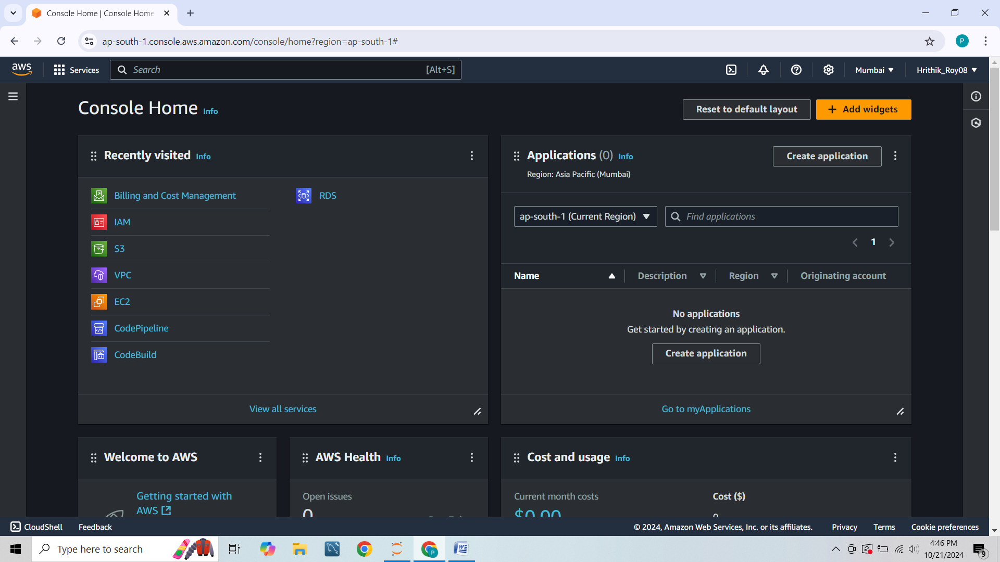 Console Home | Console Home
ap-south-1.console.aws.amazon.com/console/home?region=ap-south-1#
P
aws
Services
Search
[Alt+S]
Mumbai
Hrithik_Roy08
Console Home Info
Reset to default layout
Add widgets
Recently visited Info
Billing and Cost Management
IAM
S3
VPC
EC2
CodePipeline
CodeBuild
RDS
View all services
Applications (0) Info
Region: Asia Pacific (Mumbai)
Create application
ap-south-1 (Current Region)
Find applications
1
Name
Description
Region
Originating account
No applications
Get started by creating an application.
Create application
Go to myApplications
Welcome to AWS
Getting started with
AWS
AWS Health Info
Open issues
0
Cost and usage Info
Current month costs
$0.00
Cost ($)
CloudShell
Feedback
© 2024, Amazon Web Services, Inc. or its affiliates.
Privacy
Terms
Cookie preferences
Type here to search
P
4:46 PM
10/21/2024
9